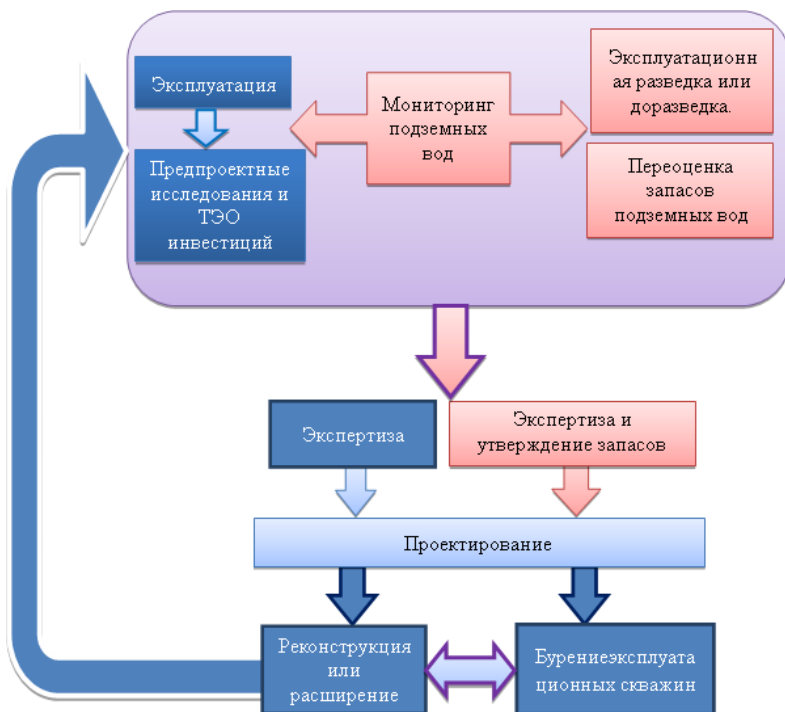 Эксплуатация
Предпроектные
исследования и
ТЭО
инвестиций
Мониторинг
подземных
вод
Эксплуатационн
ая разведка или
доразведка.
Переоценка
запасов
подземных вод
Экспертиза
Экспертиза и
утверждение запасов
Проектирование
Реконструкция
или
расширение
Бурениеэксплуата
ционных скважин